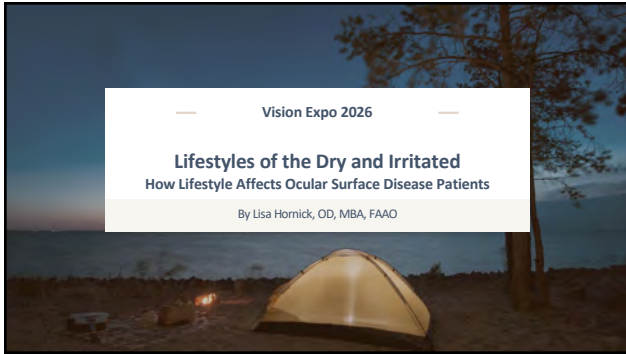 Vision Expo 2026
Lifestyles of the Dry and Irritated
How Lifestyle Affects Ocular Surface Disease Patients
By Lisa Hornick, OD, MBA, FAAO